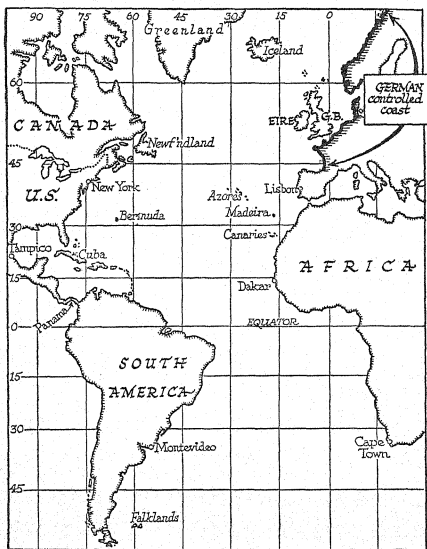 90
75
60
45
30
15
0
15
Greenland
Iceland
60
GERMAN
controlled
coast
CANADA
EIRE
G.B.
Newf'ndland
45
U.S.
New York
Azores
Lisbon
Bermuda
Madeira
30
Canaries
Tampico
Cuba
AFRICA
15
Dakar
Panama
EQUATOR
0
SOUTH
AMERICA
15
30
Montevideo
Cape
Town
45
Falklands